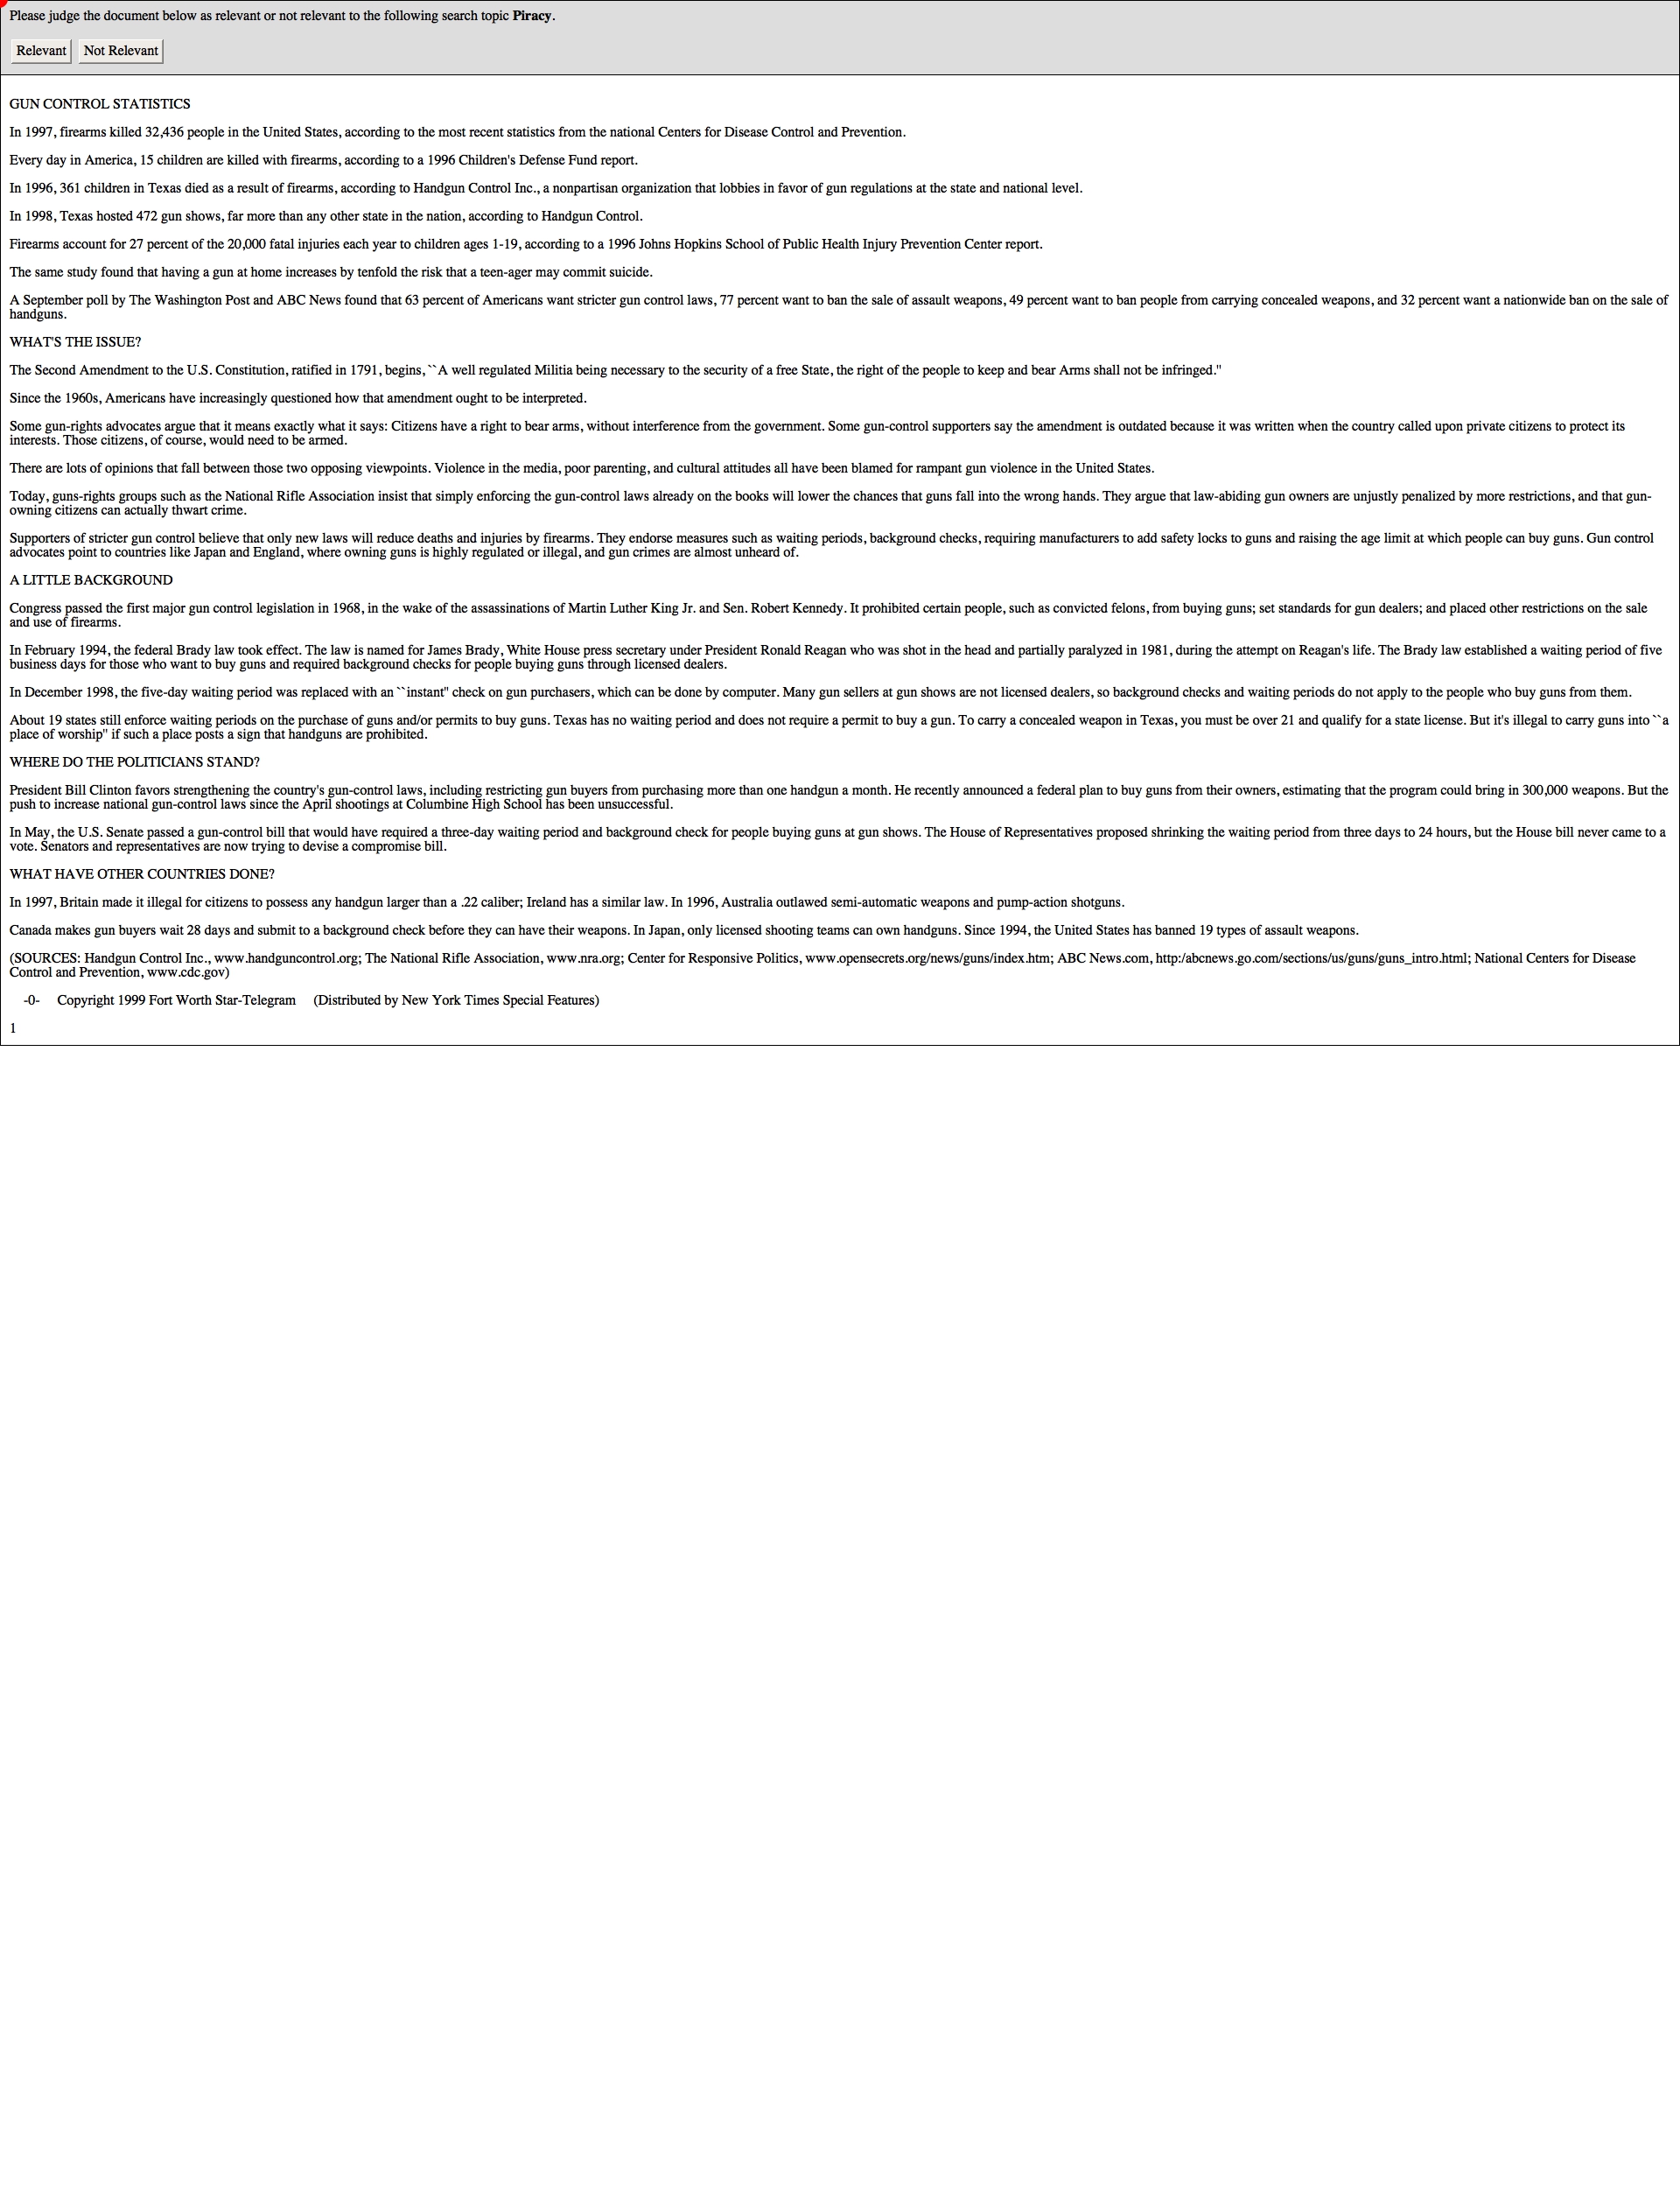 Please judge the document below as relevant or not relevant to the following search topic Piracy.
Relevant Not Relevant
GUN CONTROL STATISTICS
In 1997, firearms killed 32,436 people in the United States, according to the most recent statistics from the national Centers for Disease Control and Prevention.
Every day in America, 15 children are killed with firearms, according to a 1996 Children's Defense Fund report.
In 1996, 361 children in Texas died as a result of firearms, according to Handgun Control Inc., a nonpartisan organization that lobbies in favor of gun regulations at the state and national level.
In 1998, Texas hosted 472 gun shows, far more than any other state in the nation, according to Handgun Control.
Firearms account for 27 percent of the 20,000 fatal injuries each year to children ages 1-19, according to a 1996 Johns Hopkins School of Public Health Injury Prevention Center report.
The same study found that having a gun at home increases by tenfold the risk that a teen-ager may commit suicide.
A September poll by The Washington Post and ABC News found that 63 percent of Americans want stricter gun control laws, 77 percent want to ban the sale of assault weapons, 49 percent want to ban people from carrying concealed weapons, and 32 percent want a nationwide ban on the sale of
handguns.
WHAT'S THE ISSUE?
The Second Amendment to the U.S. Constitution, ratified in 1791, begins, ``A well regulated Militia being necessary to the security of a free State, the right of the people to keep and bear Arms shall not be infringed.''
Since the 1960s, Americans have increasingly questioned how that amendment ought to be interpreted.
Some gun-rights advocates argue that it means exactly what it says: Citizens have a right to bear arms, without interference from the government. Some gun-control supporters say the amendment is outdated because it was written when the country called upon private citizens to protect its
interests. Those citizens, of course, would need to be armed.
There are lots of opinions that fall between those two opposing viewpoints. Violence in the media, poor parenting, and cultural attitudes all have been blamed for rampant gun violence in the United States.
Today, guns-rights groups such as the National Rifle Association insist that simply enforcing the gun-control laws already on the books will lower the chances that guns fall into the wrong hands. They argue that law-abiding gun owners are unjustly penalized by more restrictions, and that gun-
owning citizens can actually thwart crime.
Supporters of stricter gun control believe that only new laws will reduce deaths and injuries by firearms. They endorse measures such as waiting periods, background checks, requiring manufacturers to add safety locks to guns and raising the age limit at which people can buy guns. Gun control
advocates point to countries like Japan and England, where owning guns is highly regulated or illegal, and gun crimes are almost unheard of.
A LITTLE BACKGROUND
Congress passed the first major gun control legislation in 1968, in the wake of the assassinations of Martin Luther King Jr. and Sen. Robert Kennedy. It prohibited certain people, such as convicted felons, from buying guns; set standards for gun dealers; and placed other restrictions on the sale
and use of firearms.
In February 1994, the federal Brady law took effect. The law is named for James Brady, White House press secretary under President Ronald Reagan who was shot in the head and partially paralyzed in 1981, during the attempt on Reagan's life. The Brady law established a waiting period of five
business days for those who want to buy guns and required background checks for people buying guns through licensed dealers.
In December 1998, the five-day waiting period was replaced with an ``instant'' check on gun purchasers, which can be done by computer. Many gun sellers at gun shows are not licensed dealers, so background checks and waiting periods do not apply to the people who buy guns from them.
About 19 states still enforce waiting periods on the purchase of guns and/or permits to buy guns. Texas has no waiting period and does not require a permit to buy a gun. To carry a concealed weapon in Texas, you must be over 21 and qualify for a state license. But it's illegal to carry guns into ``a
place of worship'' if such a place posts a sign that handguns are prohibited.
WHERE DO THE POLITICIANS STAND?
President Bill Clinton favors strengthening the country's gun-control laws, including restricting gun buyers from purchasing more than one handgun a month. He recently announced a federal plan to buy guns from their owners, estimating that the program could bring in 300,000 weapons. But the
push to increase national gun-control laws since the April shootings at Columbine High School has been unsuccessful.
In May, the U.S. Senate passed a gun-control bill that would have required a three-day waiting period and background check for people buying guns at gun shows. The House of Representatives proposed shrinking the waiting period from three days to 24 hours, but the House bill never came to a
vote. Senators and representatives are now trying to devise a compromise bill.
WHAT HAVE OTHER COUNTRIES DONE?
In 1997, Britain made it illegal for citizens to possess any handgun larger than a .22 caliber; Ireland has a similar law. In 1996, Australia outlawed semi-automatic weapons and pump-action shotguns.
Canada makes gun buyers wait 28 days and submit to a background check before they can have their weapons. In Japan, only licensed shooting teams can own handguns. Since 1994, the United States has banned 19 types of assault weapons.
(SOURCES: Handgun Control Inc., www.handguncontrol.org; The National Rifle Association, www.nra.org; Center for Responsive Politics, www.opensecrets.org/news/guns/index.htm; ABC News.com, http:/abcnews.go.com/sections/us/guns/guns_intro.html; National Centers for Disease
Control and Prevention, www.cdc.gov)
-0- Copyright 1999 Fort Worth Star-Telegram (Distributed by New York Times Special Features)
1